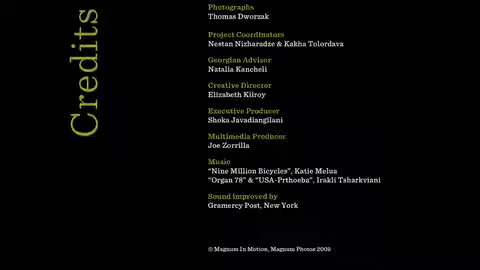 Credits
Photographs
Thomas Dworzak
Project Coordinators
Nestan Nizharadze & Kakha Tolordava
Georgian Advisor
Natalia Kancheli
Creative Director
Elizabeth Kilroy
Executive Producer
Shoka Javadiangilani
Multimedia Producer
Joe Zorrilla
Music
“Nine Million Bicycles”, Katie Melua
“Organ 78” & “USA-Prthoeba”, Irakli Tsharkviani
Sound improved by
Gramercy Post, New York
© Magnum In Motion, Magnum Photos 2009